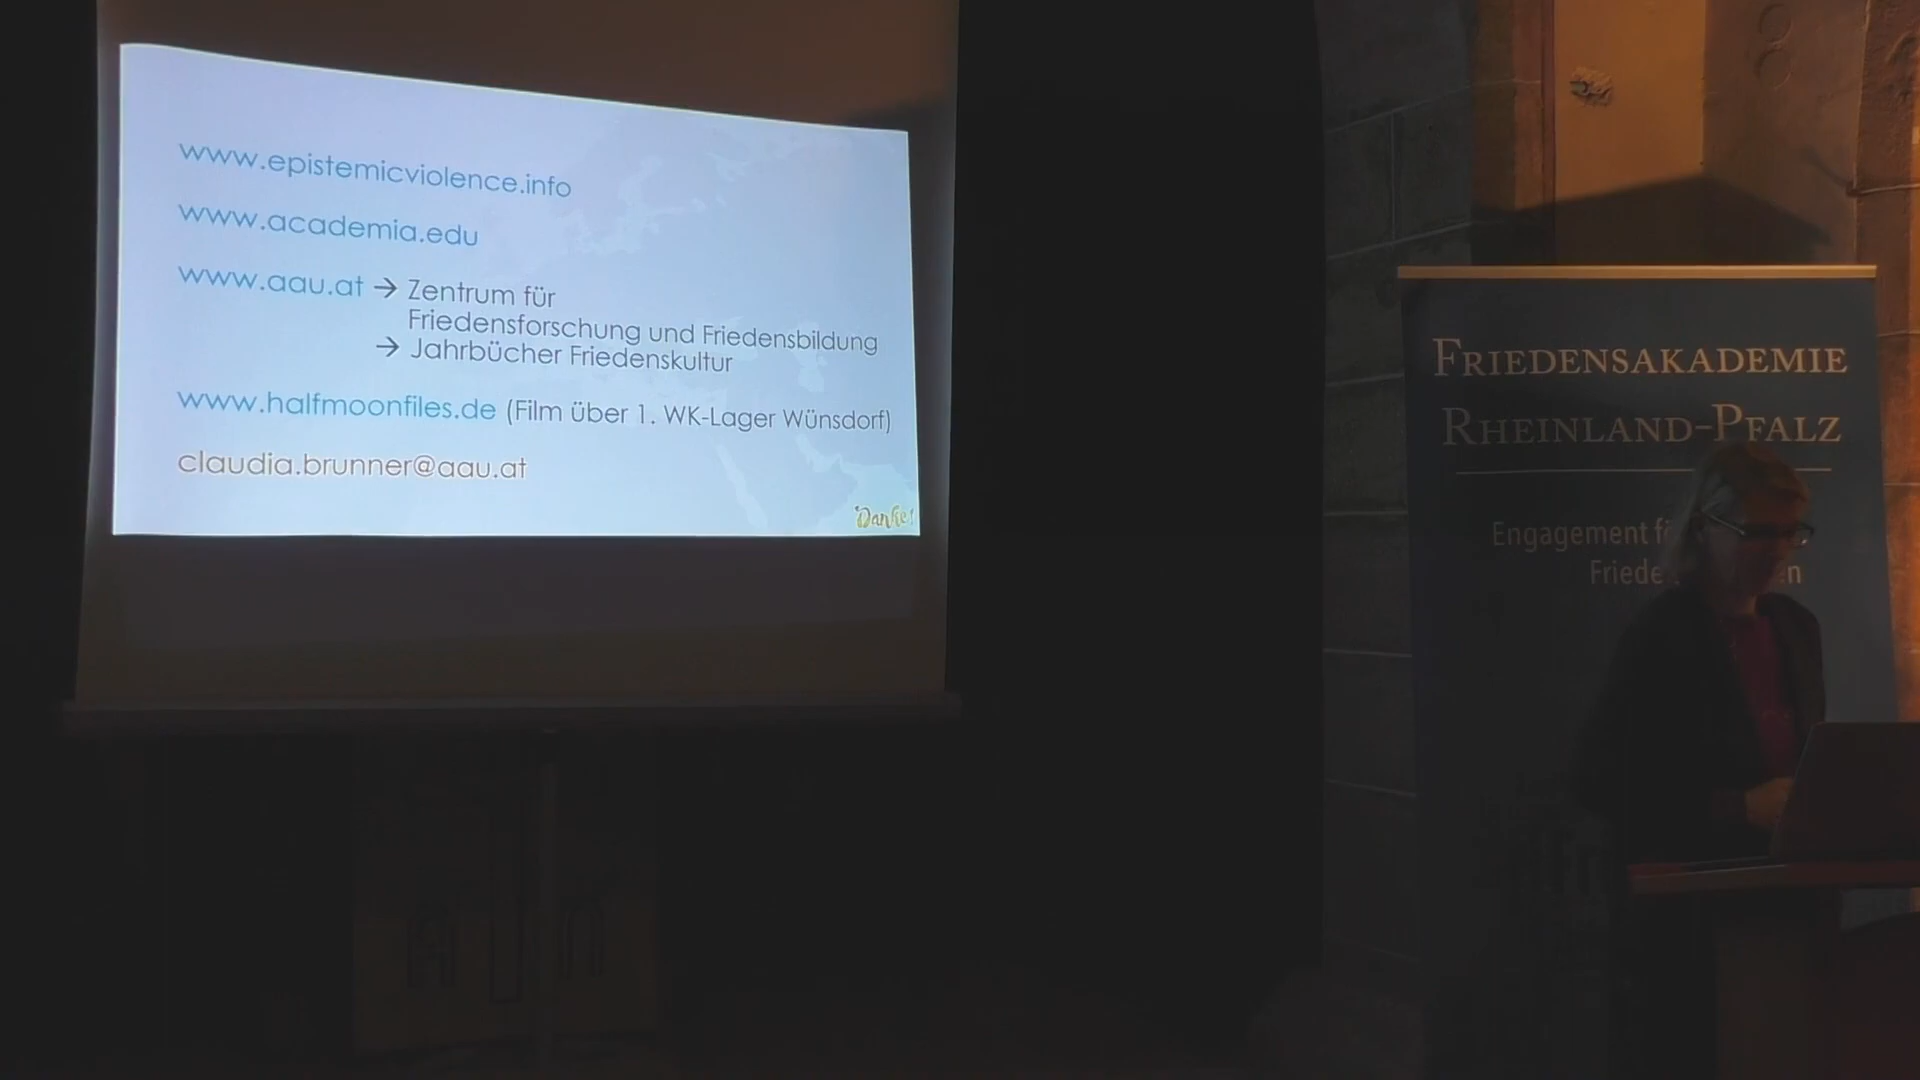 www.epistemicviolence.info
www.academia.edu
www.aau.at → Zentrum für
Friedensforschung und Friedensbildung
→ Jahrbücher Friedenskultur
www.halfmoonfiles.de (Film über 1. WK-Lager Wünsdorf)
claudia.brunner@aau.at
Danke!
FRIEDENSAKADEMIE
RHEINLAND-PFALZ
Engagement